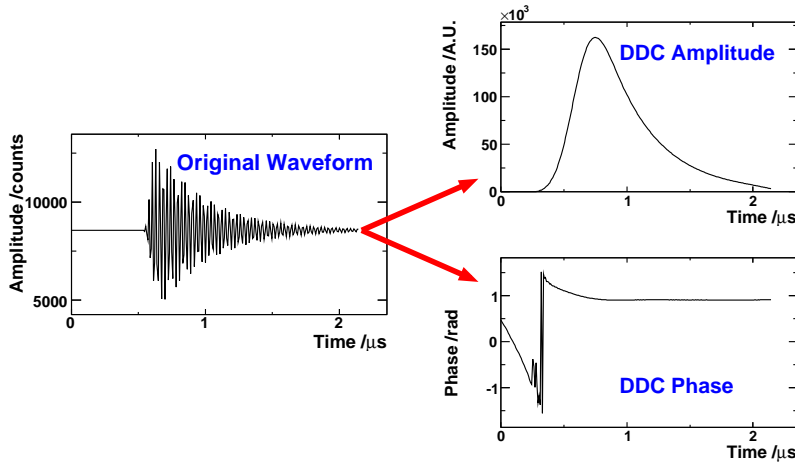 Amplitude /counts
Original Waveform
10000
5000
0
1
2
Time /μs
×10³
Amplitude /A.U.
DDC Amplitude
150
100
50
0
0
1
2
Time /μs
Phase /rad
DDC Phase
1
0
-1
0
1
2
Time /μs